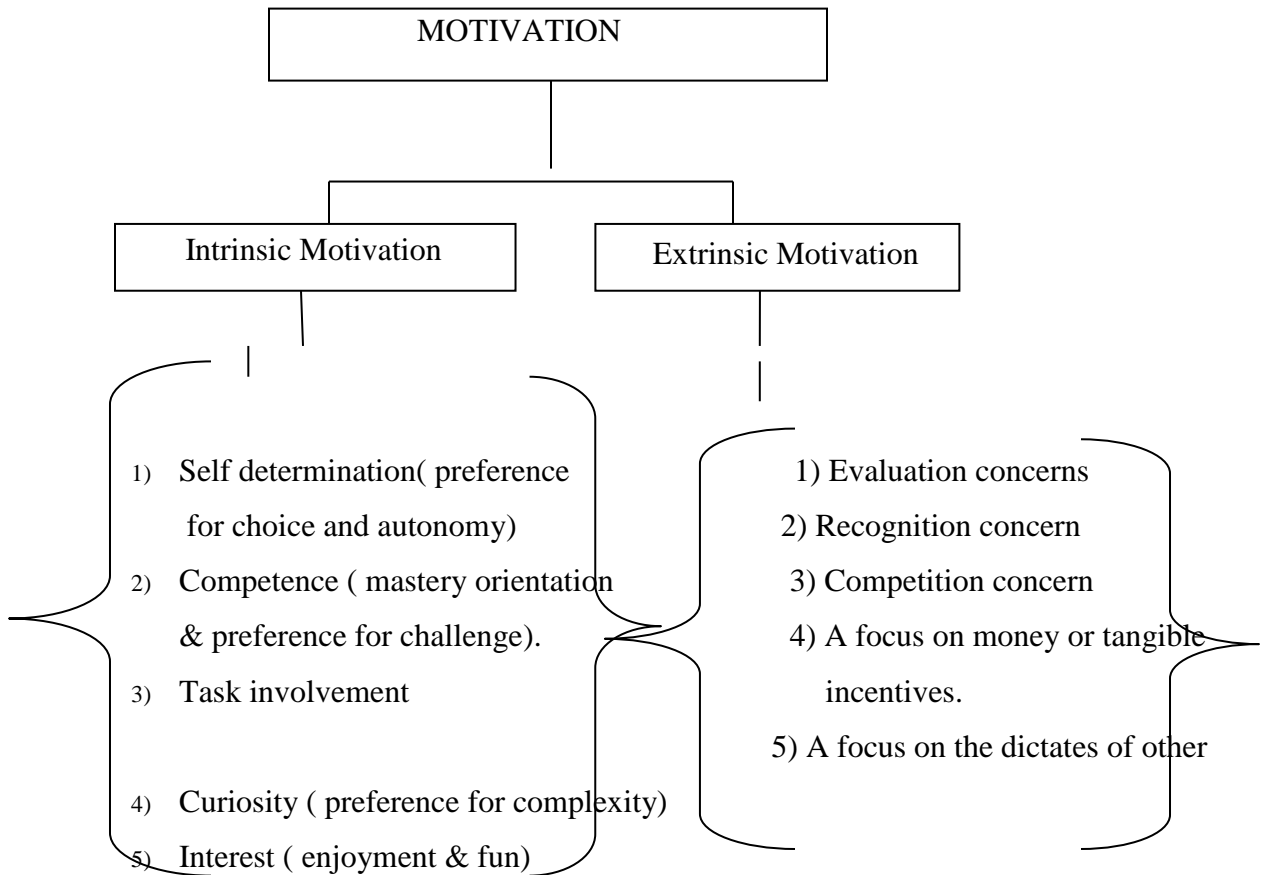 MOTIVATION
Intrinsic Motivation
Extrinsic Motivation
1) Self determination( preference
for choice and autonomy)
2) Competence ( mastery orientation
& preference for challenge).
3) Task involvement
4) Curiosity ( preference for complexity)
5) Interest ( enjoyment & fun)
1) Evaluation concerns
2) Recognition concern
3) Competition concern
4) A focus on money or tangible
incentives.
5) A focus on the dictates of other